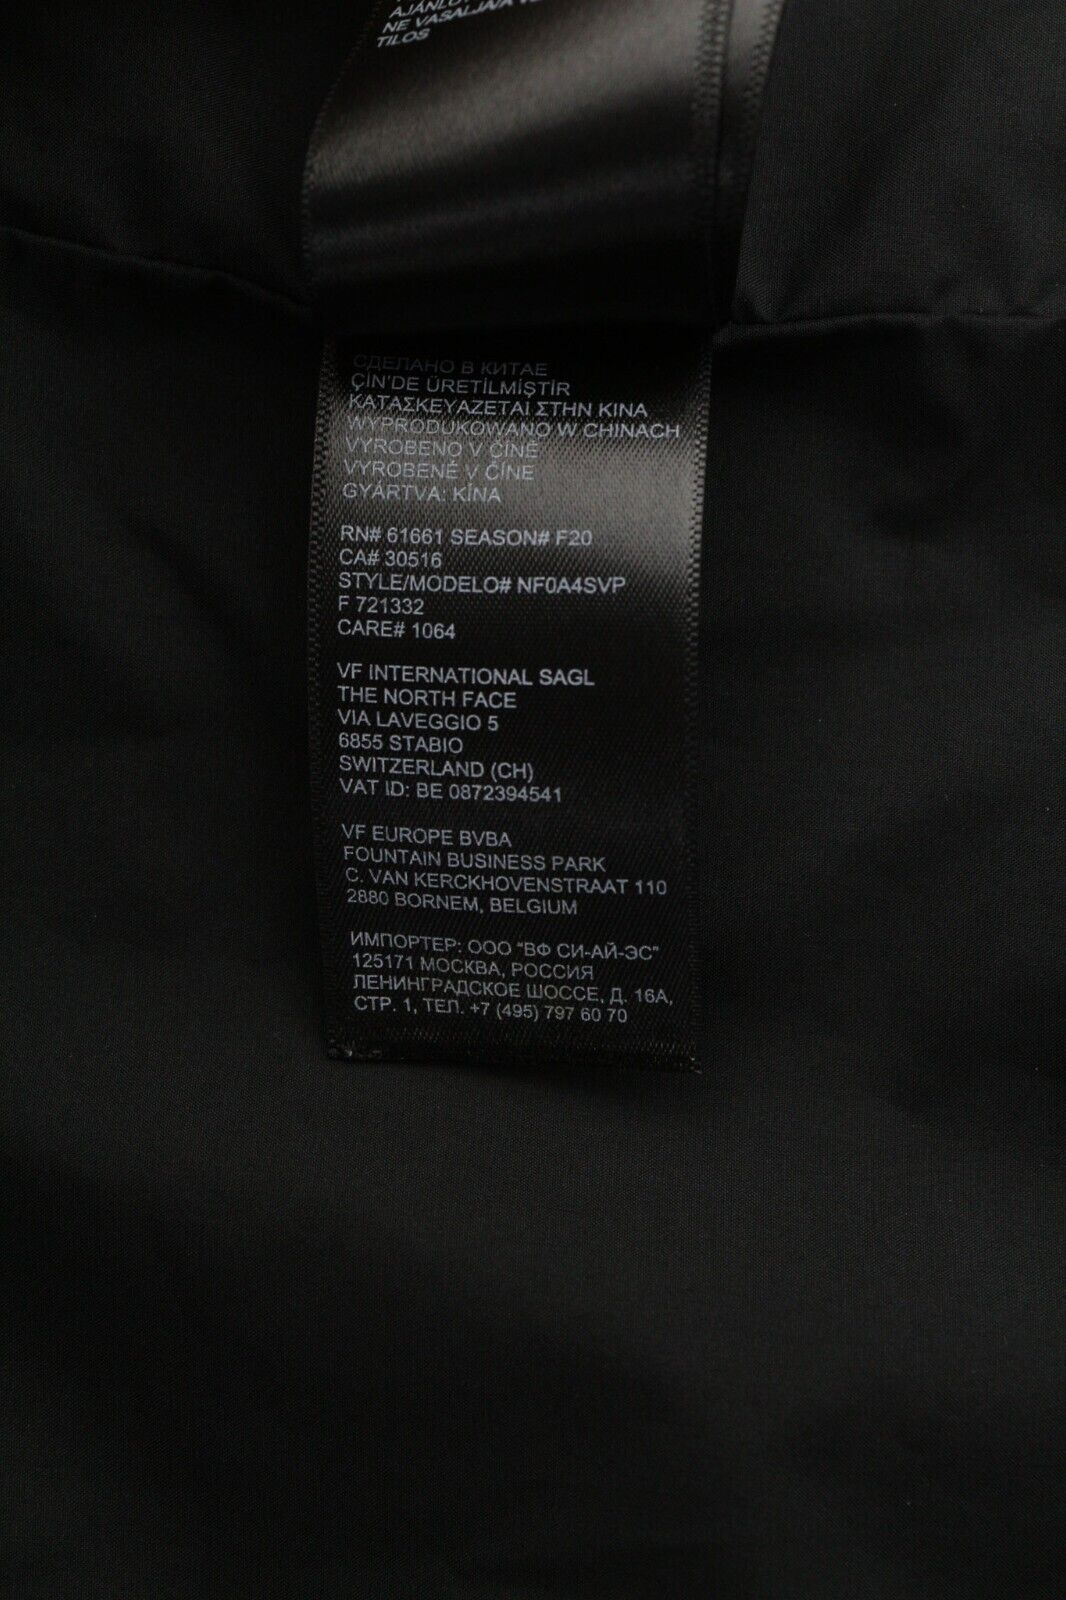 AJÁNLOTT
NE VASALJA/A
TILOS
СДЕЛАНО В КИТАЕ
ÇİN'DE ÜRETİLMİŞTİR
ΚΑΤΑΣΚΕΥΑΖΕΤΑΙ ΣΤΗΝ ΚΙΝΑ
WYPRODUKOWANO W CHINACH
VYROBENO V ČÍNĚ
VYROBENÉ V ČÍNE
GYÁRTVA: KÍNA
RN# 61661 SEASON# F20
CA# 30516
STYLE/MODELO# NF0A4SVP
F 721332
CARE# 1064
VF INTERNATIONAL SAGL
THE NORTH FACE
VIA LAVEGGIO 5
6855 STABIO
SWITZERLAND (CH)
VAT ID: BE 0872394541
VF EUROPE BVBA
FOUNTAIN BUSINESS PARK
C. VAN KERCKHOVENSTRAAT 110
2880 BORNEM, BELGIUM
ИМПОРТЕР: ООО "ВФ СИ-АЙ-ЭС"
125171 МОСКВА, РОССИЯ
ЛЕНИНГРАДСКОЕ ШОССЕ, Д. 16А,
СТР. 1, ТЕЛ. +7 (495) 797 60 70